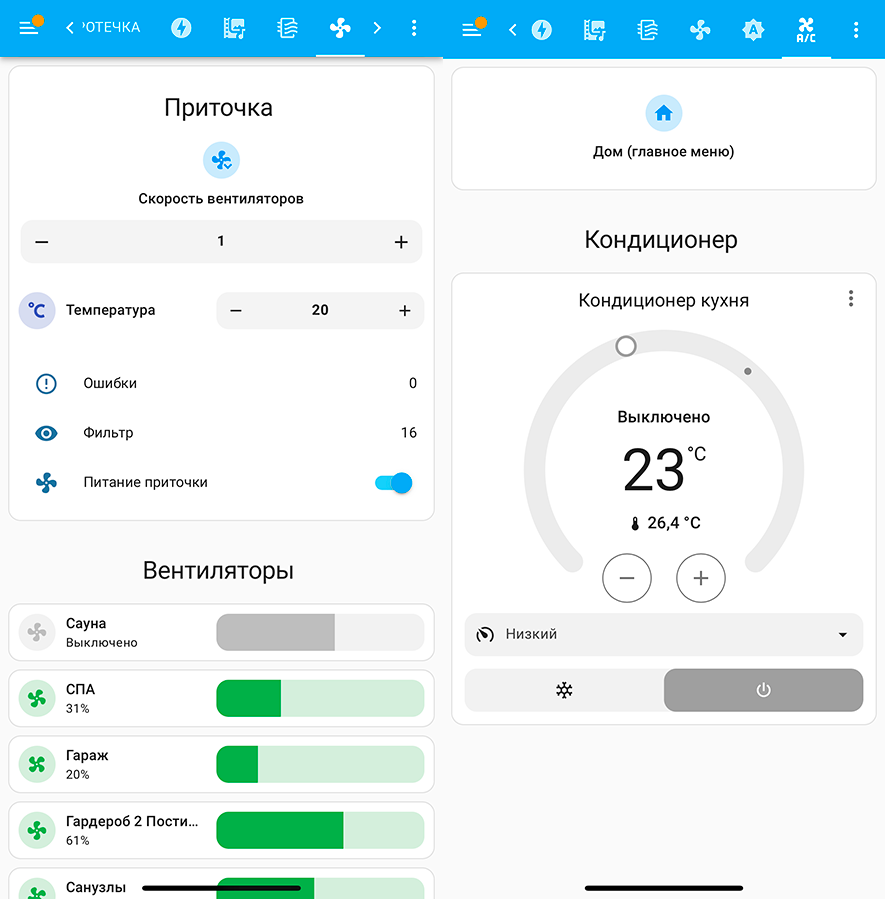 РОТЕЧКА
Приточка
Скорость вентиляторов
− 1 +
°C Температура − 20 +
Ошибки 0
Фильтр 16
Питание приточки
Вентиляторы
Сауна
Выключено
СПА
31%
Гараж
20%
Гардероб 2 Пости...
61%
Санузлы
A
A/C
Дом (главное меню)
Кондиционер
Кондиционер кухня
Выключено
23 °C
26,4 °C
− +
Низкий